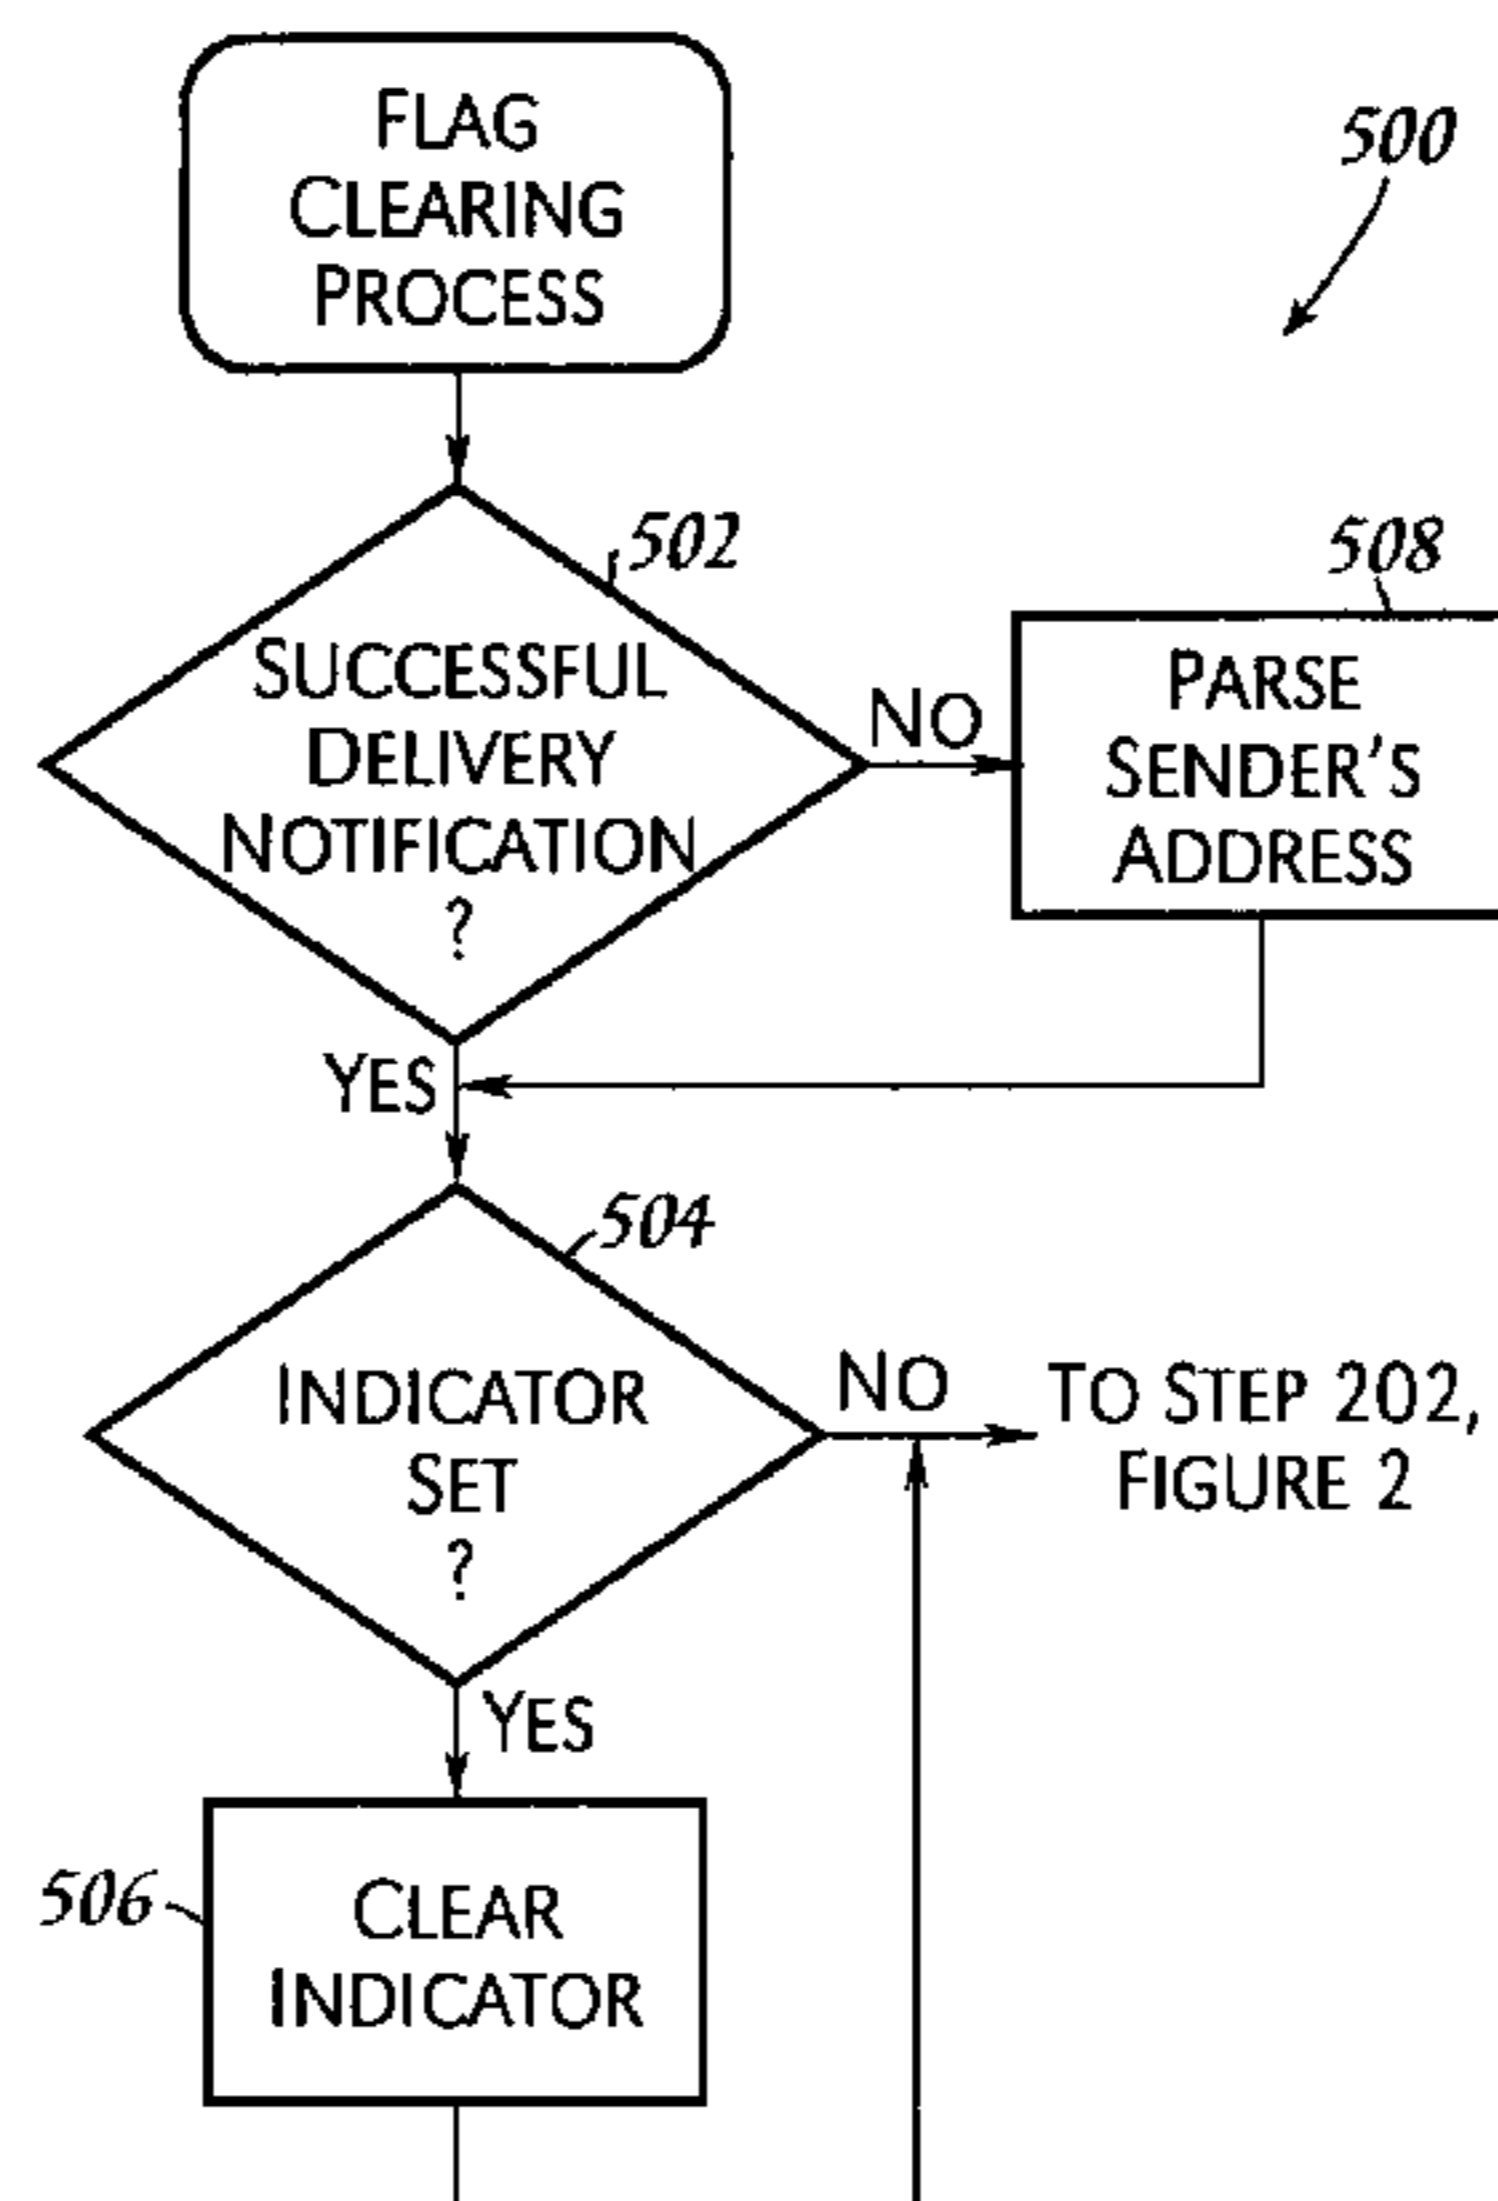 FLAG
CLEARING
PROCESS
500
502
SUCCESSFUL
DELIVERY
NOTIFICATION
?
NO
508
PARSE
SENDER'S
ADDRESS
YES
504
INDICATOR
SET
?
NO
TO STEP 202,
FIGURE 2
YES
506
CLEAR
INDICATOR